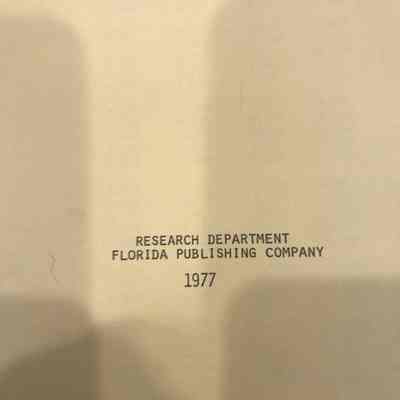 RESEARCH DEPARTMENT
FLORIDA PUBLISHING COMPANY
1977